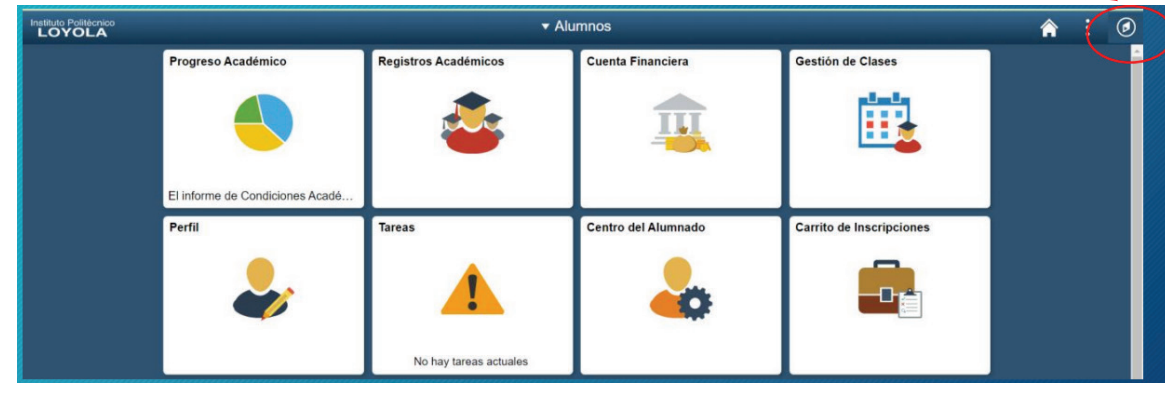 Instituto Politécnico
LOYOLA
Alumnos
Progreso Académico
Registros Académicos
Cuenta Financiera
Gestión de Clases
El informe de Condiciones Acadé...
Perfil
Tareas
Centro del Alumnado
Carrito de Inscripciones
No hay tareas actuales